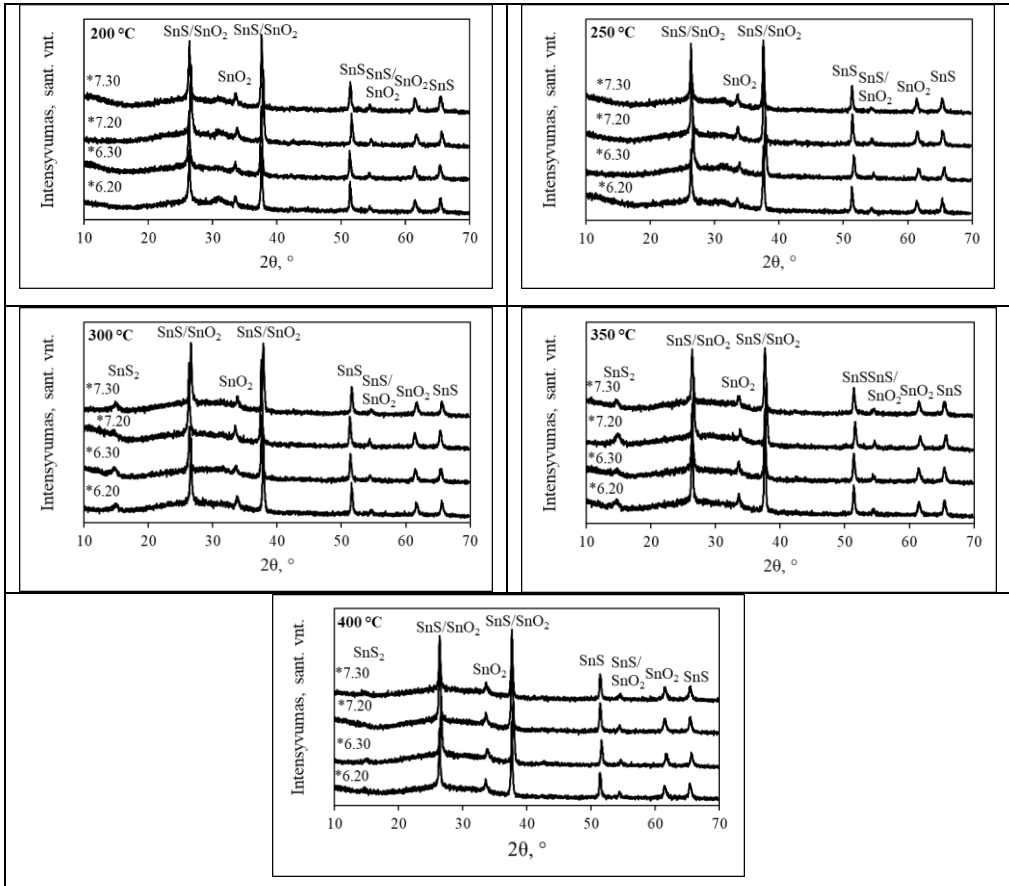 200 °C
SnS/SnO₂ SnS/SnO₂
SnO₂
SnS SnS/SnO₂ SnO₂ SnS
*7.30
*7.20
*6.30
*6.20
Intensyvumas, sant. vnt.
10 20 30 40 50 60 70
2θ, °
250 °C
SnS/SnO₂ SnS/SnO₂
SnO₂
SnS SnS/
SnO₂
SnO₂ SnS
*7.30
*7.20
*6.30
*6.20
Intensyvumas, sant. vnt.
10 20 30 40 50 60 70
2θ, °
300 °C
SnS/SnO₂ SnS/SnO₂
SnS₂
SnO₂
SnS SnS/
SnO₂
SnO₂ SnS
*7.30
*7.20
*6.30
*6.20
Intensyvumas, sant. vnt.
10 20 30 40 50 60 70
2θ, °
350 °C
SnS/SnO₂ SnS/SnO₂
SnS₂
SnO₂
SnS SnS/
SnO₂
SnO₂ SnS
*7.30
*7.20
*6.30
*6.20
Intensyvumas, sant. vnt.
10 20 30 40 50 60 70
2θ, °
400 °C
SnS/SnO₂ SnS/SnO₂
SnS₂
SnO₂
SnS SnS/
SnO₂
SnO₂ SnS
*7.30
*7.20
*6.30
*6.20
Intensyvumas, sant. vnt.
10 20 30 40 50 60 70
2θ, °